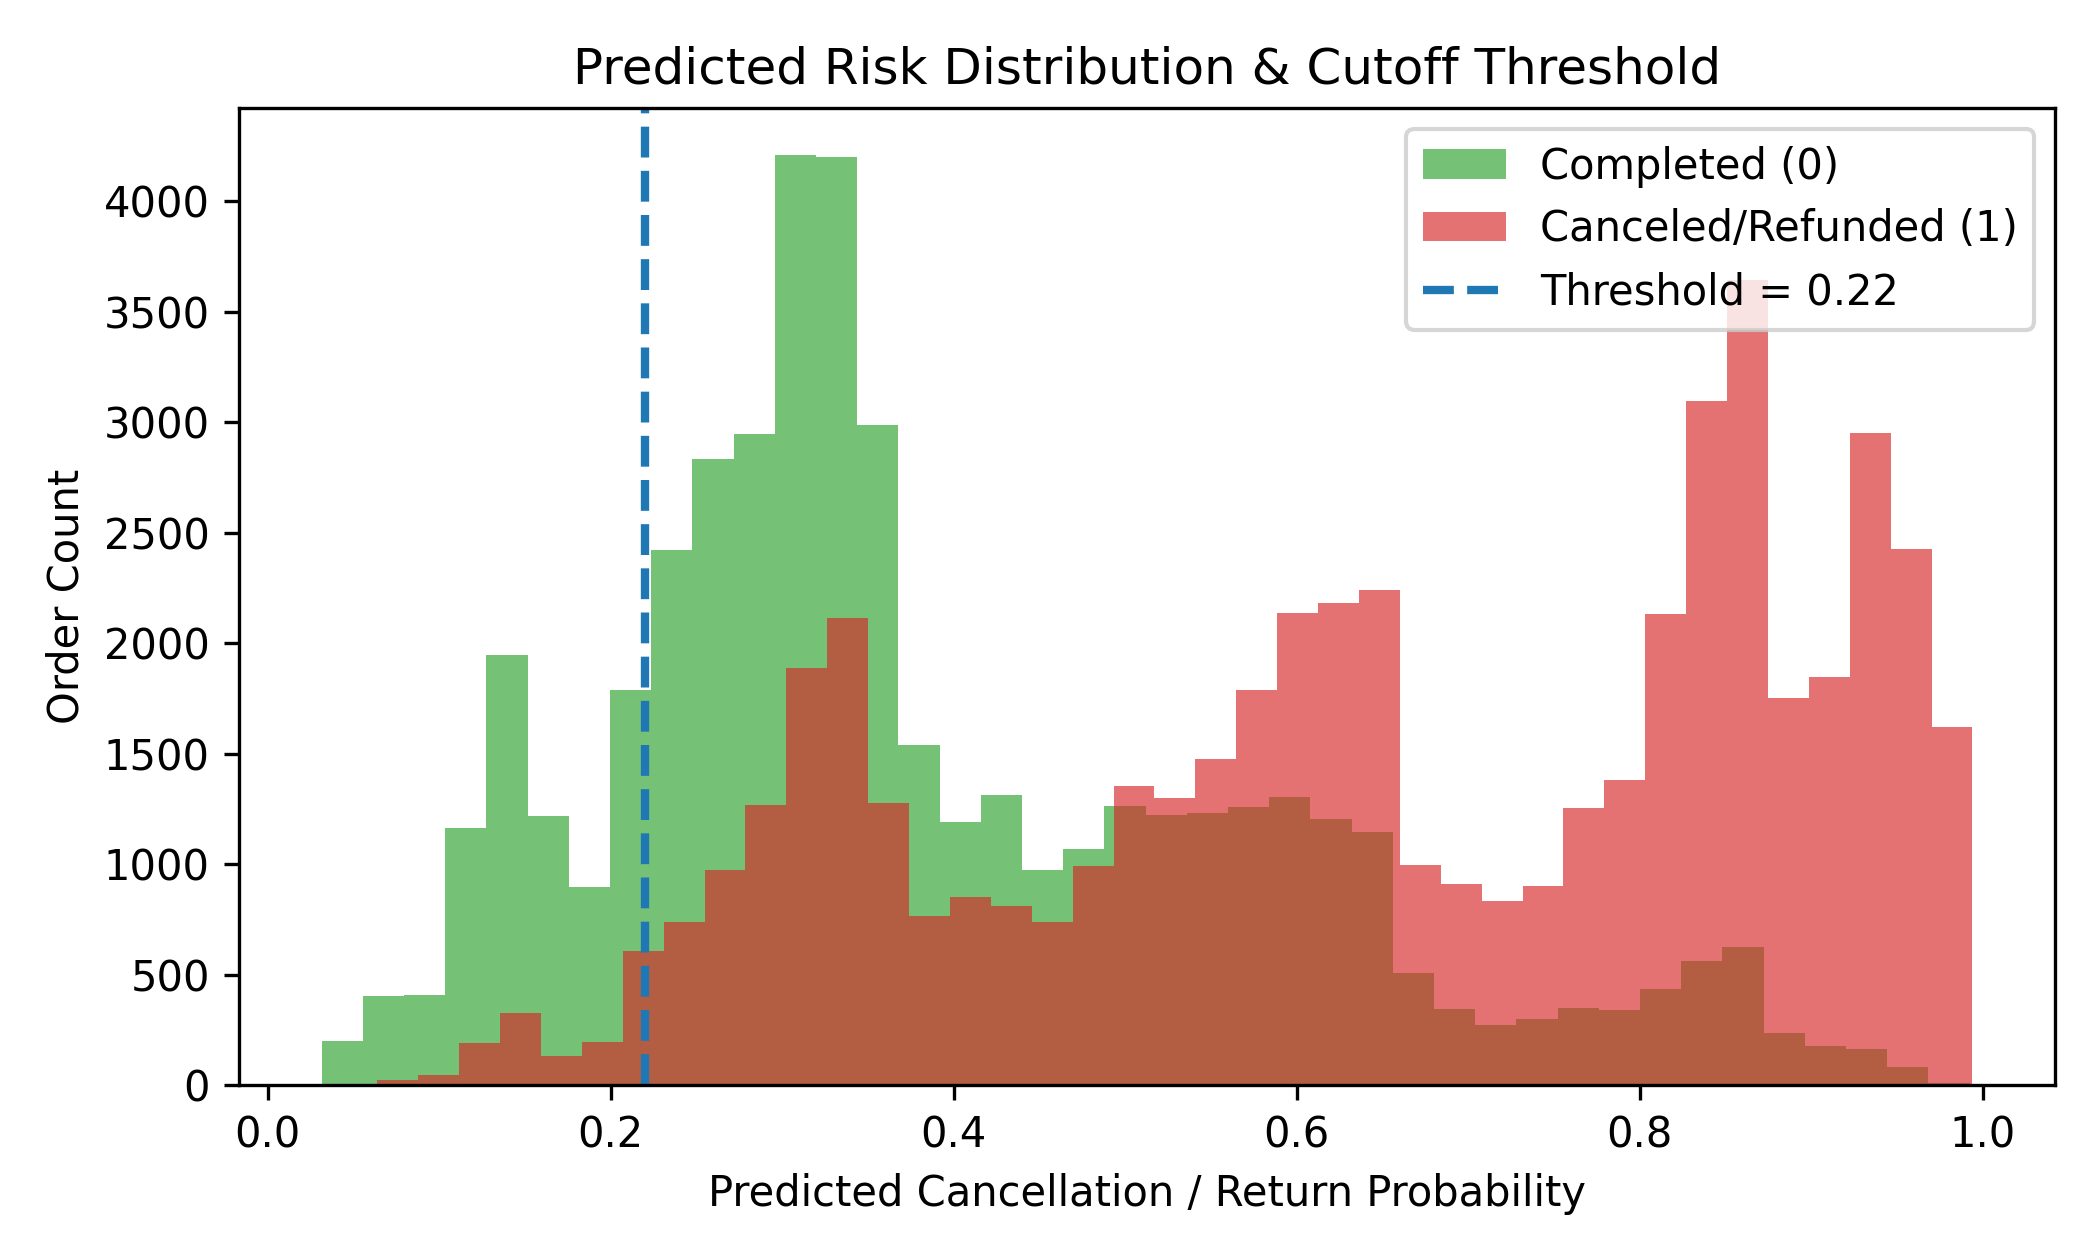 Predicted Risk Distribution & Cutoff Threshold
Completed (0)
Canceled/Refunded (1)
Threshold = 0.22
Order Count
4000
3500
3000
2500
2000
1500
1000
500
0
0.0 0.2 0.4 0.6 0.8 1.0
Predicted Cancellation / Return Probability